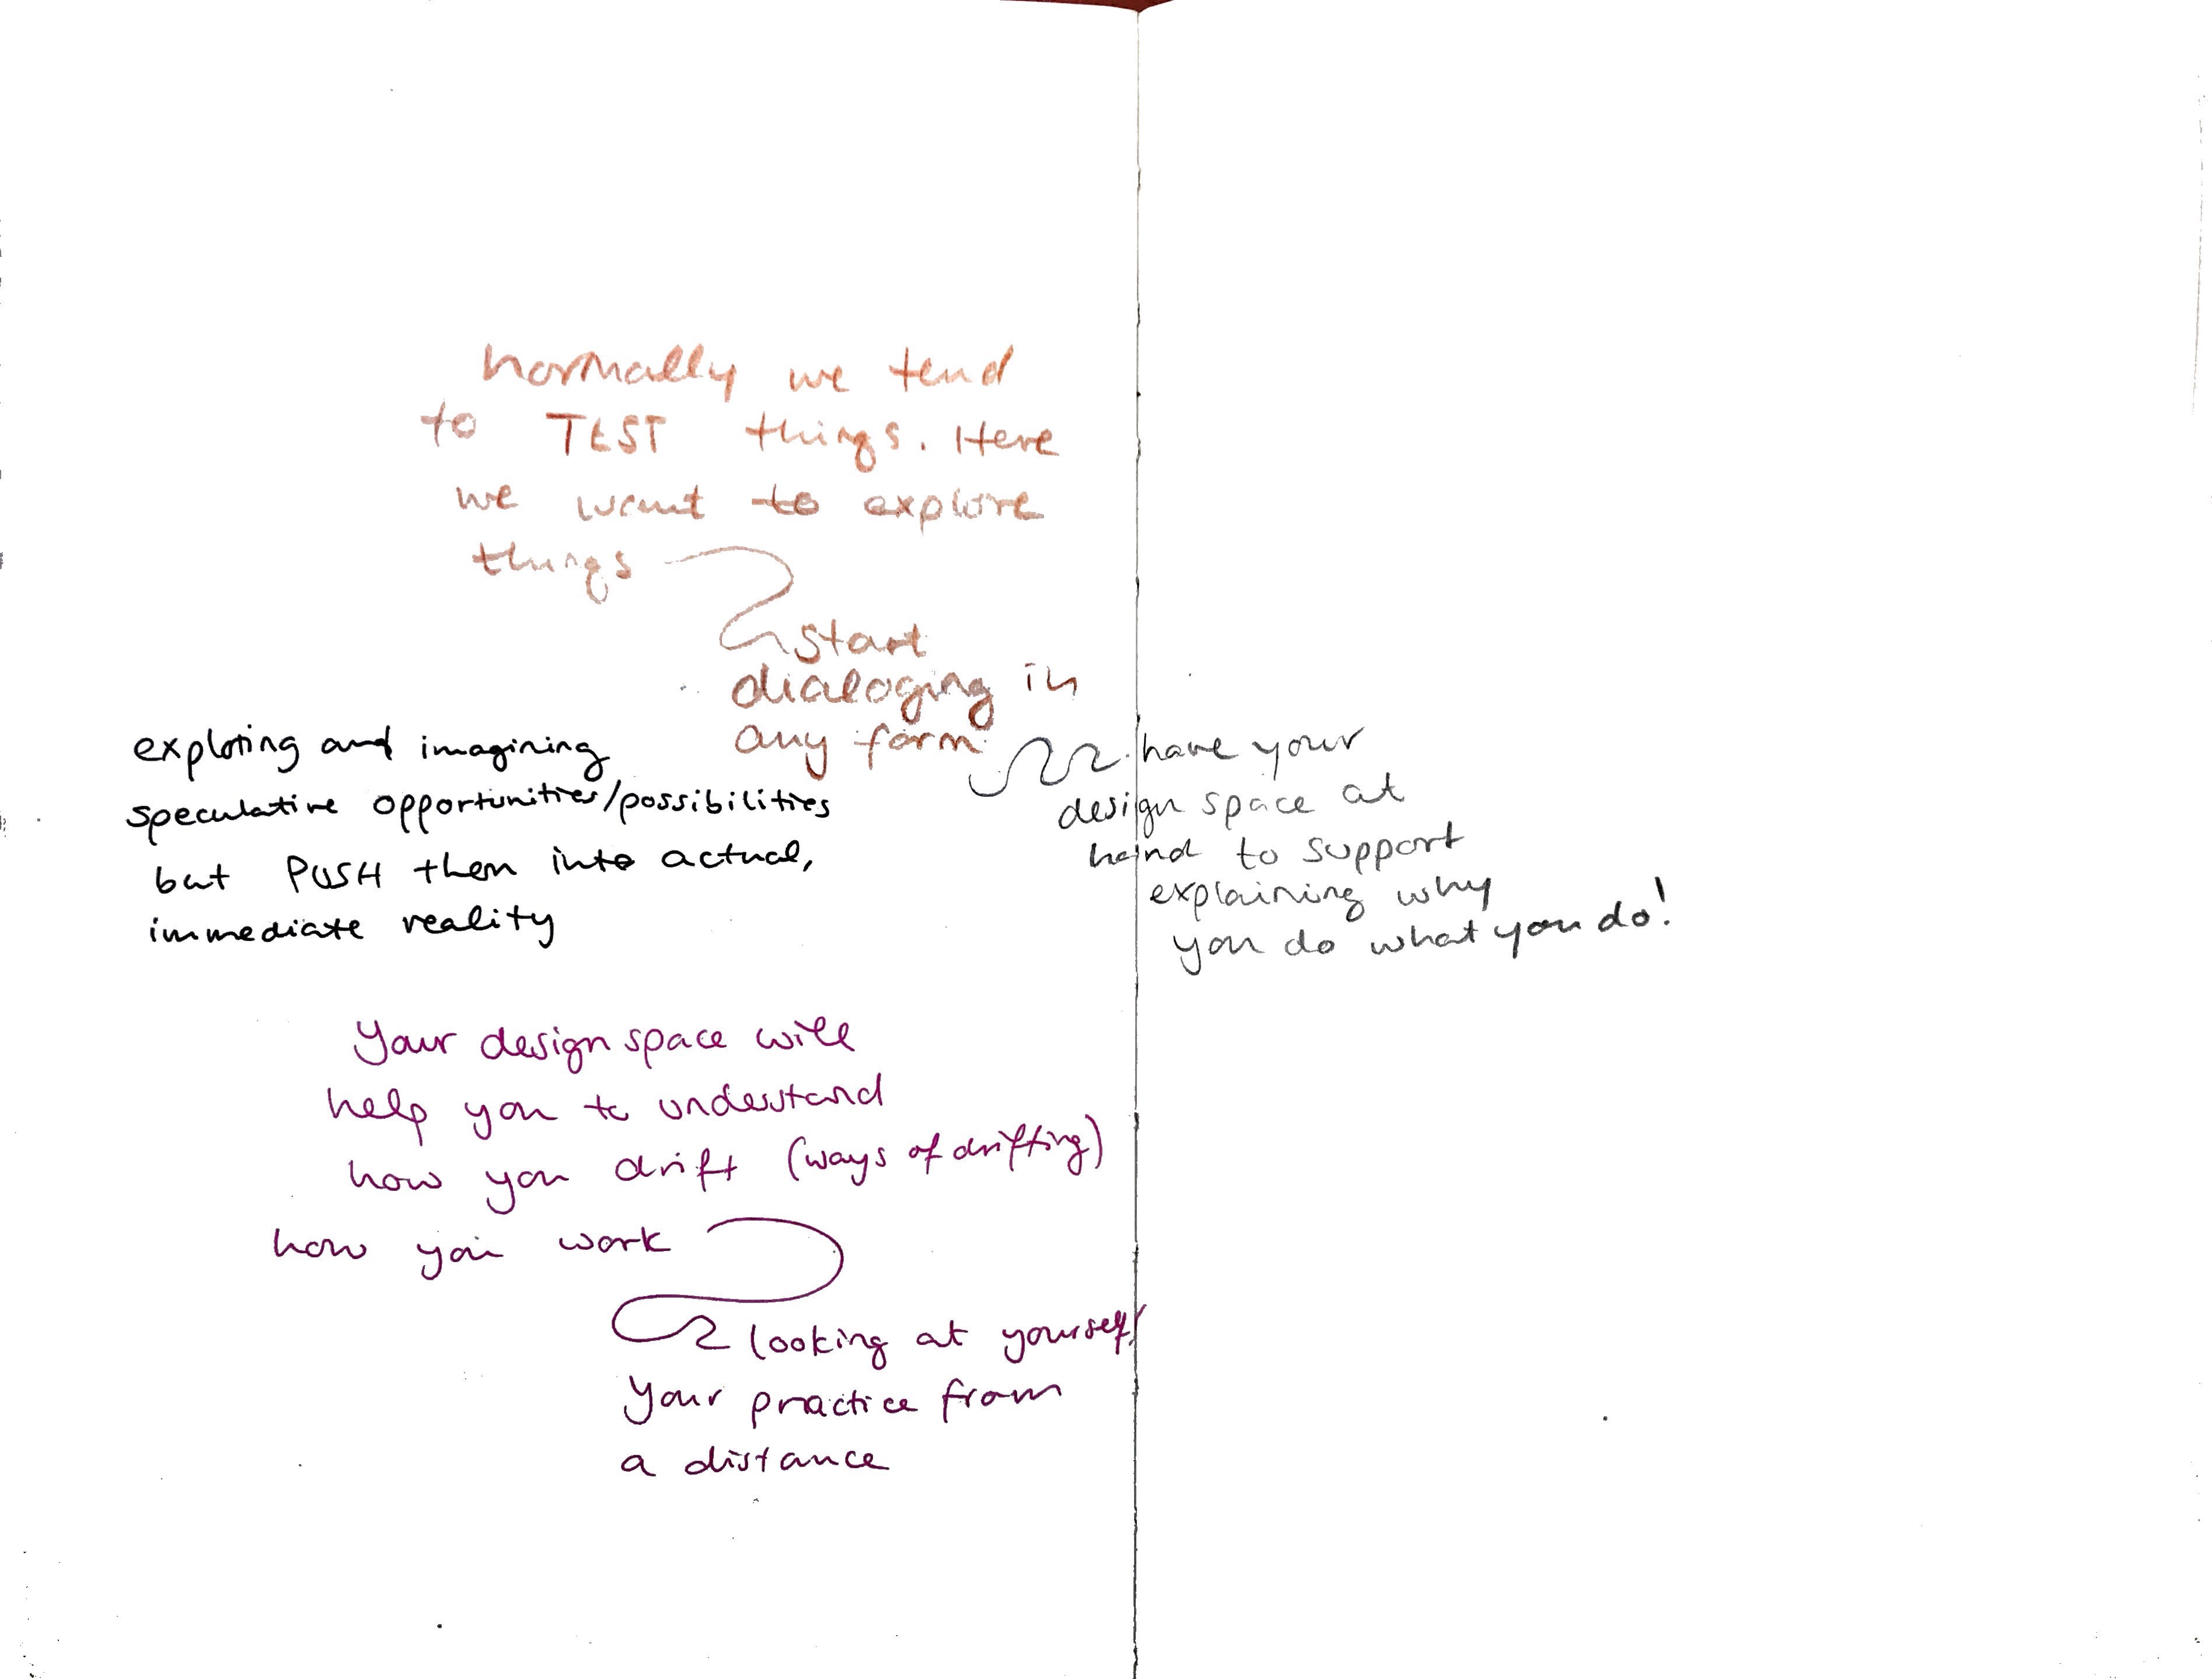 normally we tend
to TEST things. Here
we want to explore
things
start
dialoging in
any form
have your
design space at
hand to support
explaining why
you do what you do!
exploring and imagining
speculative opportunities/possibilities
but PUSH them into actual,
immediate reality
Your design space will
help you to understand
how you drift (ways of drifting)
how you work
looking at yourself/
your practice from
a distance